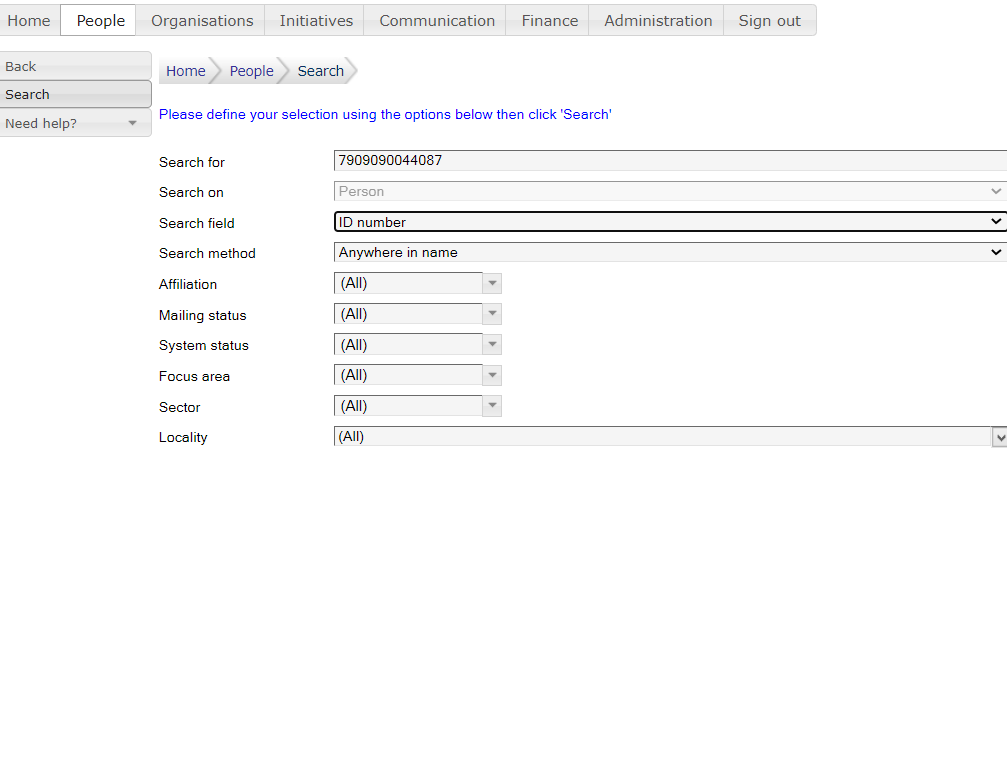 Home People Organisations Initiatives Communication Finance Administration Sign out
Back
Search
Need help?
Home People Search
Please define your selection using the options below then click 'Search'
Search for 7909090044087
Search on Person
Search field ID number
Search method Anywhere in name
Affiliation (All)
Mailing status (All)
System status (All)
Focus area (All)
Sector (All)
Locality (All)